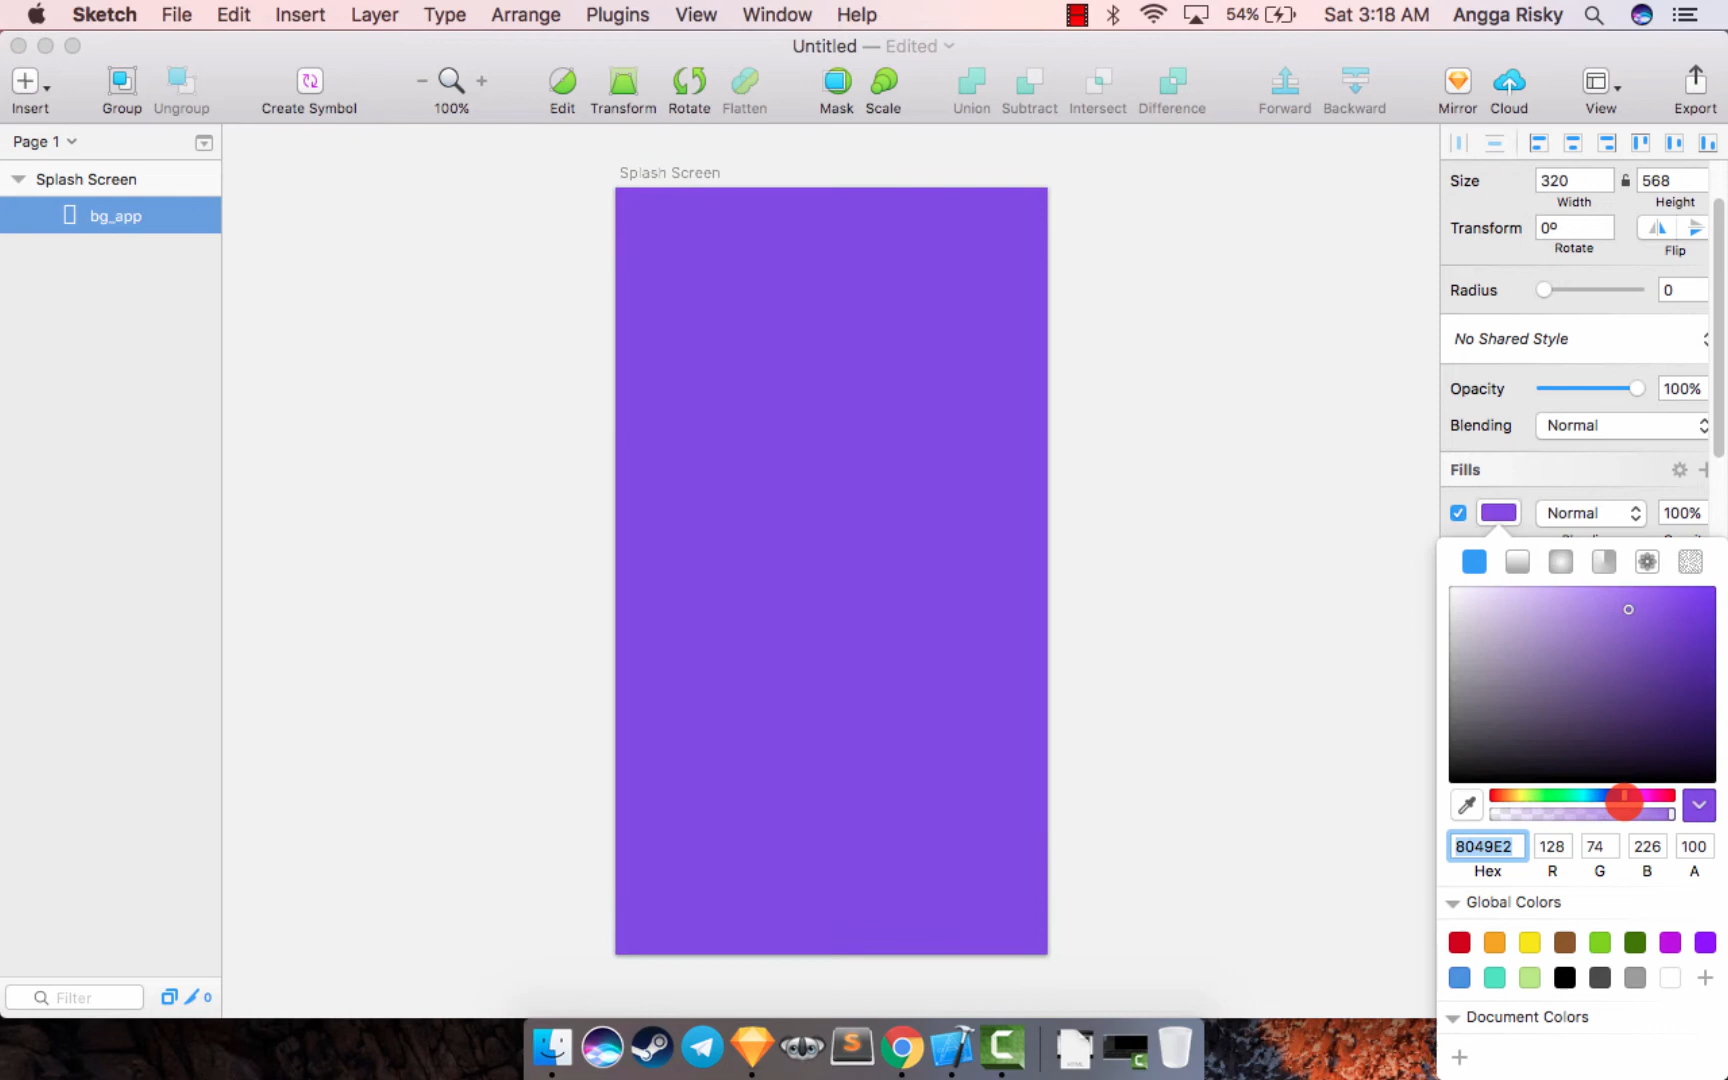 Sketch File Edit Insert Layer Type Arrange Plugins View Window Help 54% Sat 3:18 AM Angga Risky
Untitled — Edited
Insert Group Ungroup Create Symbol 100% Edit Transform Rotate Flatten Mask Scale Union Subtract Intersect Difference Forward Backward Mirror Cloud View Export
Page 1
Splash Screen
bg_app
Splash Screen
Size 320 568
Width Height
Transform 0º
Rotate Flip
Radius 0
No Shared Style
Opacity 100%
Blending Normal
Fills
Normal 100%
8049E2 128 74 226 100
Hex R G B A
Global Colors
Document Colors
Filter 0